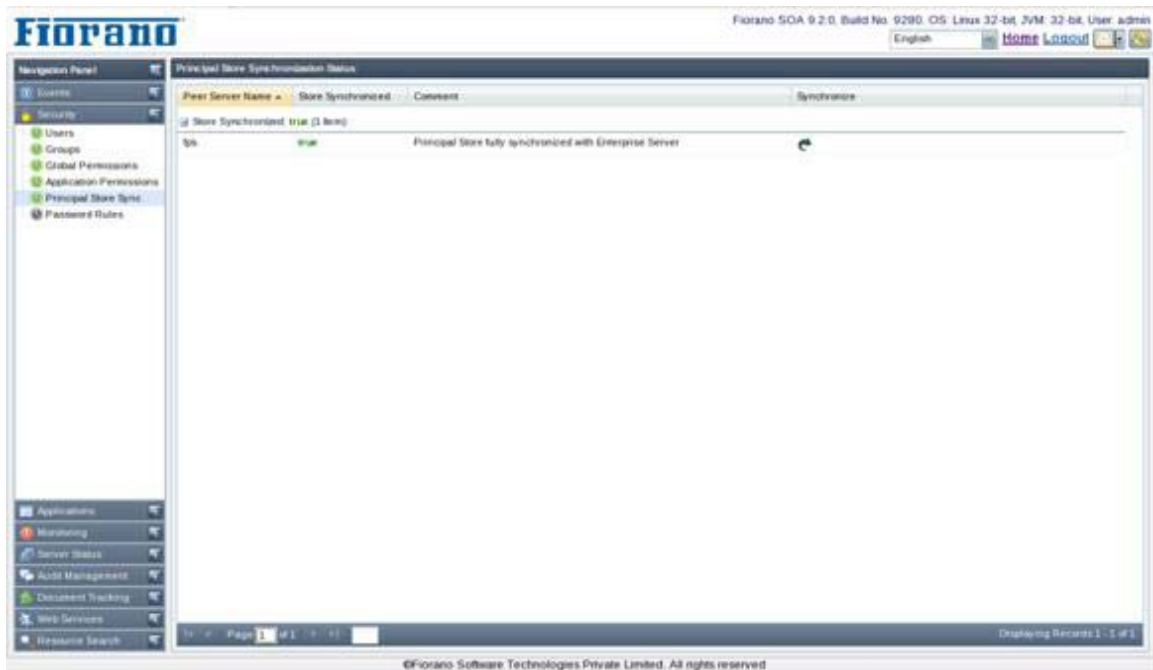 Fiorano
Fiorano SOA 9.2.0, Build No. 9280, OS: Linux 32-bit, JVM: 32-bit, User: admin
English Home Logout
Navigation Panel
Events
Security
Users
Groups
Global Permissions
Application Permissions
Principal Store Sync
Password Rules
Applications
Monitoring
Server Status
Audit Management
Document Tracking
Web Services
Resource Search
Principal Store Synchronization Status
Peer Server Name Store Synchronized Comment Synchronize
Store Synchronized: true (1 Item)
fps true Principal Store fully synchronized with Enterprise Server
Page 1 of 1
Displaying Records 1 - 1 of 1
©Fiorano Software Technologies Private Limited. All rights reserved